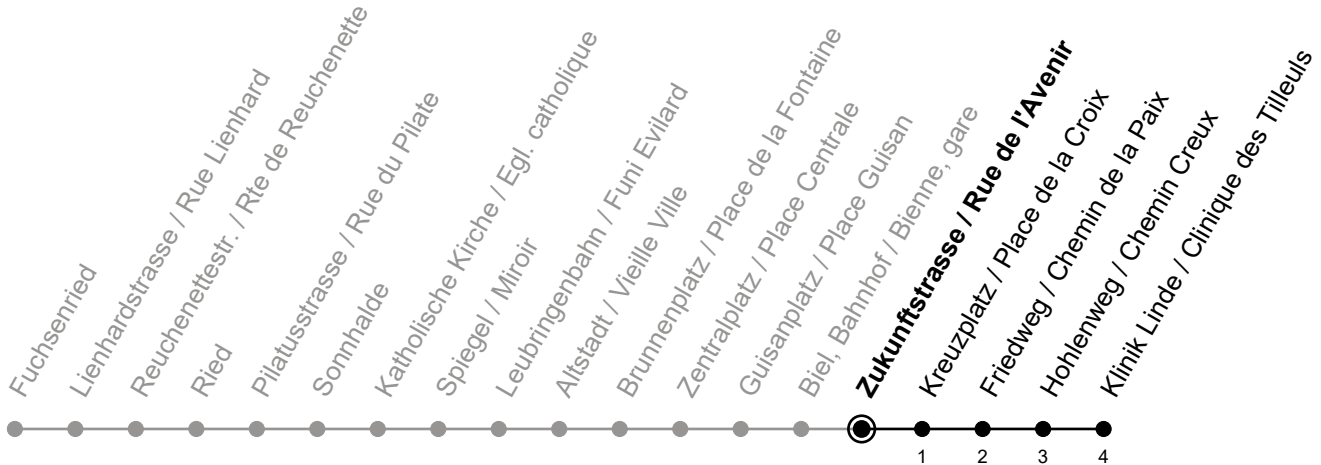 Fuchsenried
Lienhardstrasse / Rue Lienhard
Reuchenettestr. / Rte de Reuchenette
Ried
Pilatusstrasse / Rue du Pilate
Sonnhalde
Katholische Kirche / Egl. catholique
Spiegel / Miroir
Leubringenbahn / Funi Evilard
Altstadt / Vieille Ville
Brunnenplatz / Place de la Fontaine
Zentralplatz / Place Centrale
Guisanplatz / Place Guisan
Biel, Bahnhof / Bienne, gare
Zukunftstrasse / Rue de l'Avenir
Kreuzplatz / Place de la Croix
Friedweg / Chemin de la Paix
Hohlenweg / Chemin Creux
Klinik Linde / Clinique des Tilleuls
1 2 3 4